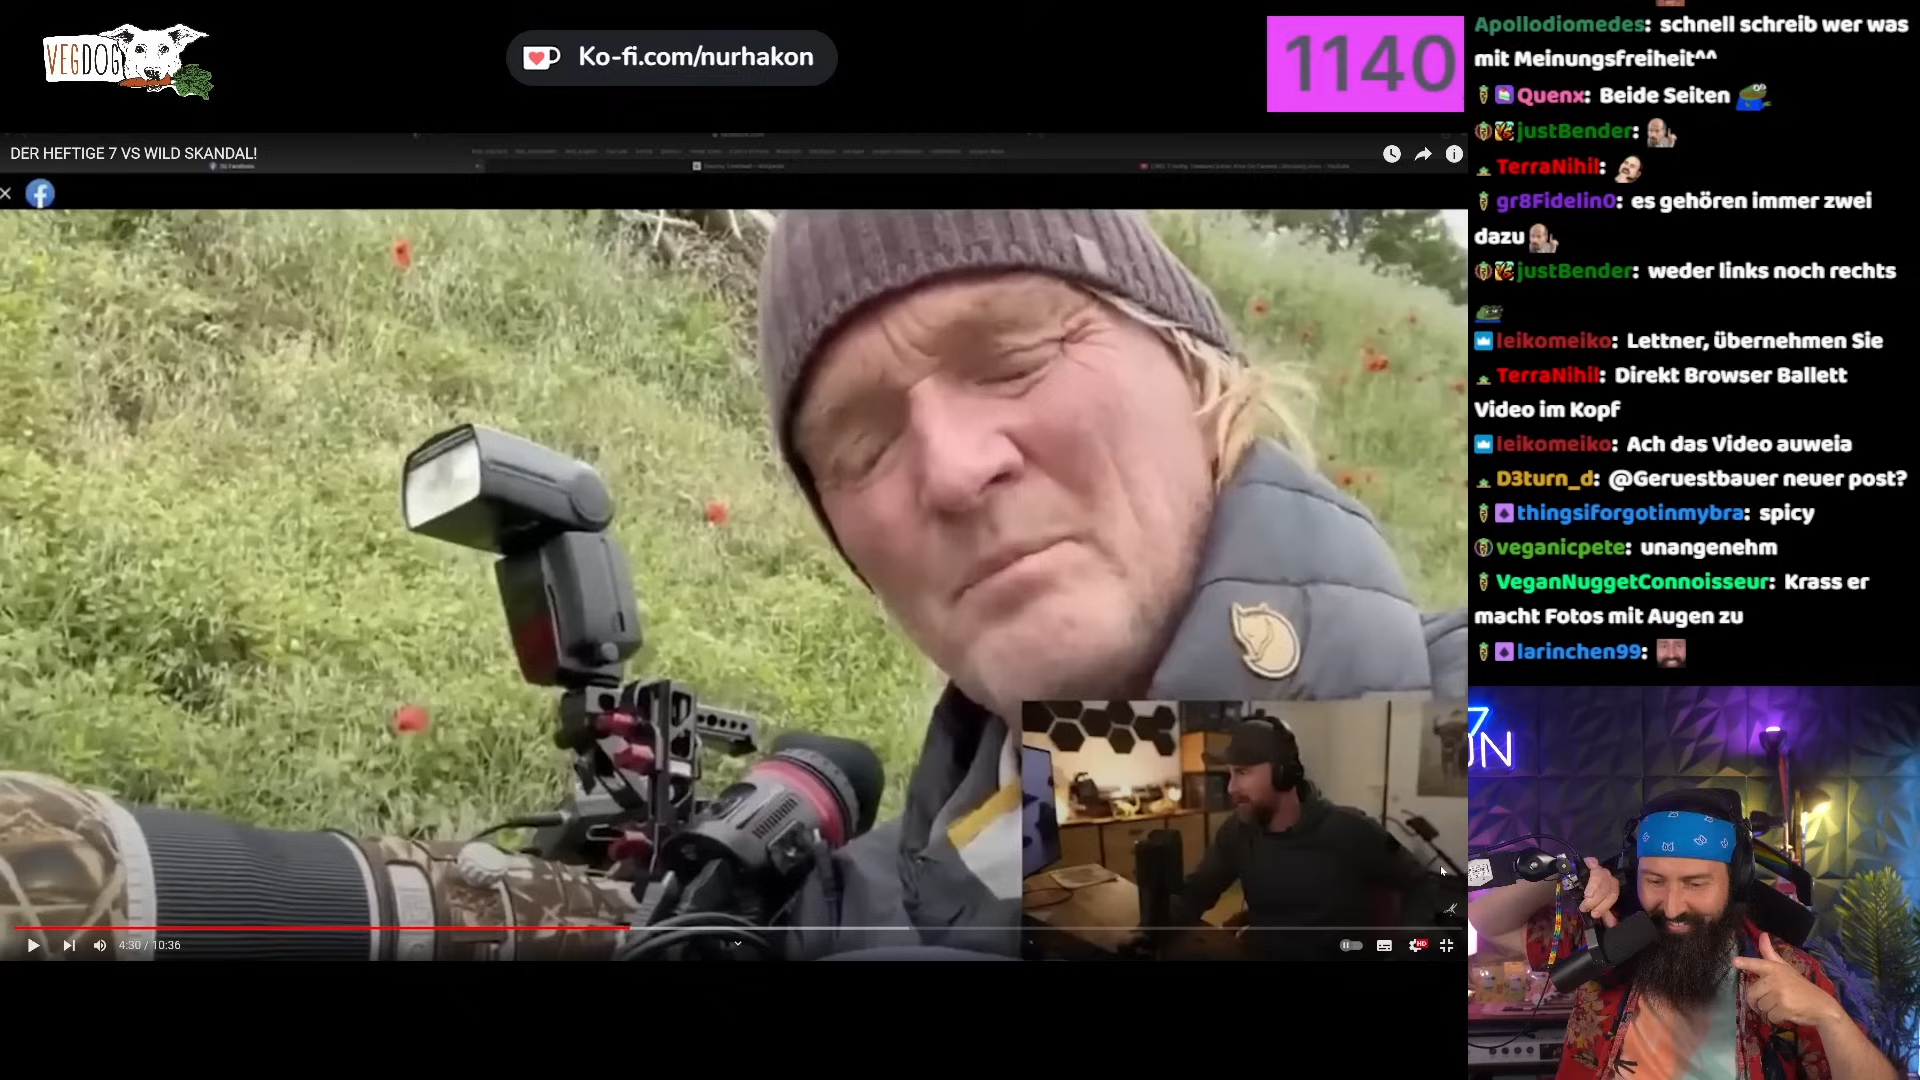 VEGDOG
Ko-fi.com/nurhakon
1140
DER HEFTIGE 7 VS WILD SKANDAL!
4:30 / 10:36
HD
Apollodiomedes: schnell schreib wer was
mit Meinungsfreiheit^^
Quenx: Beide Seiten
justBender:
TerraNihil:
gr8Fidelin0: es gehören immer zwei
dazu
justBender: weder links noch rechts
leikomeiko: Lettner, übernehmen Sie
TerraNihil: Direkt Browser Ballett
Video im Kopf
leikomeiko: Ach das Video auweia
D3turn_d: @Geruestbauer neuer post?
thingsiforgotinmybra: spicy
veganicpete: unangenehm
VeganNuggetConnoisseur: Krass er
macht Fotos mit Augen zu
larinchen99: